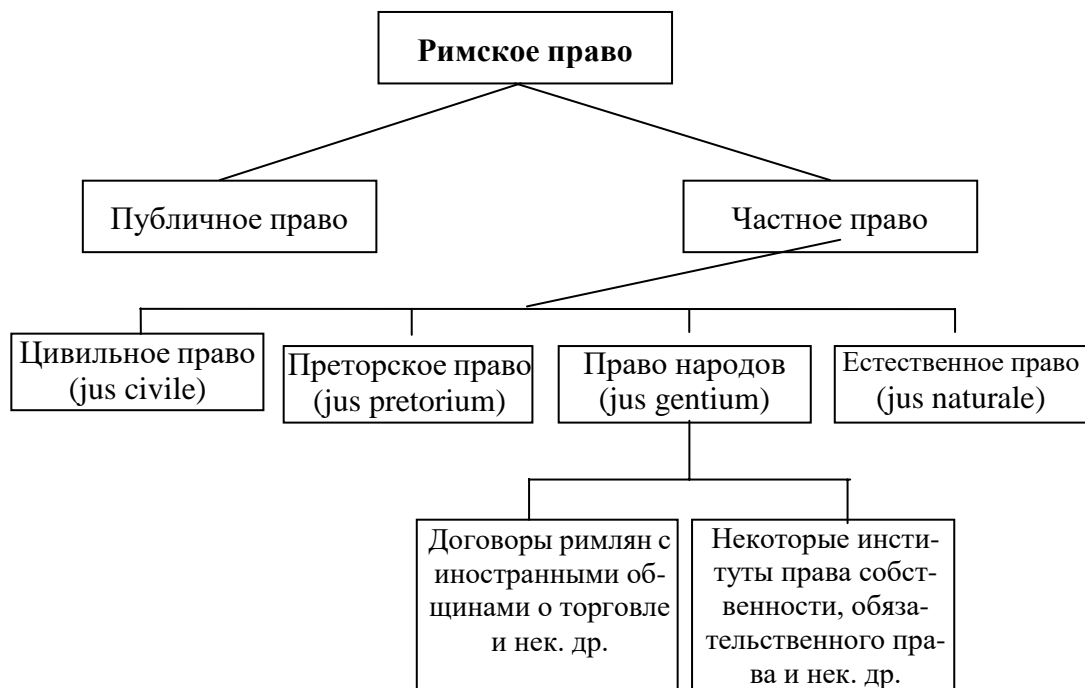 Римское право
Публичное право
Частное право
Цивильное право
(jus civile)
Преторское право
(jus pretorium)
Право народов
(jus gentium)
Естественное право
(jus naturale)
Договоры римлян с
иностранными об-
щинами о торговле
и нек. др.
Некоторые инсти-
туты права собст-
венности, обяза-
тельственного пра-
ва и нек. др.